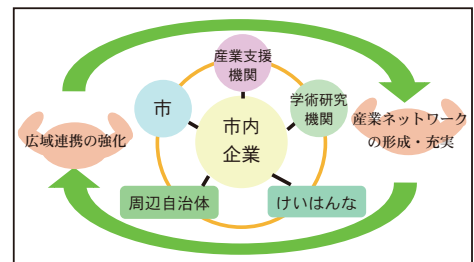 産業支援
機関
市
学術研究
機関
広域連携の強化
市内
企業
産業ネットワーク
の形成・充実
周辺自治体
けいはんな